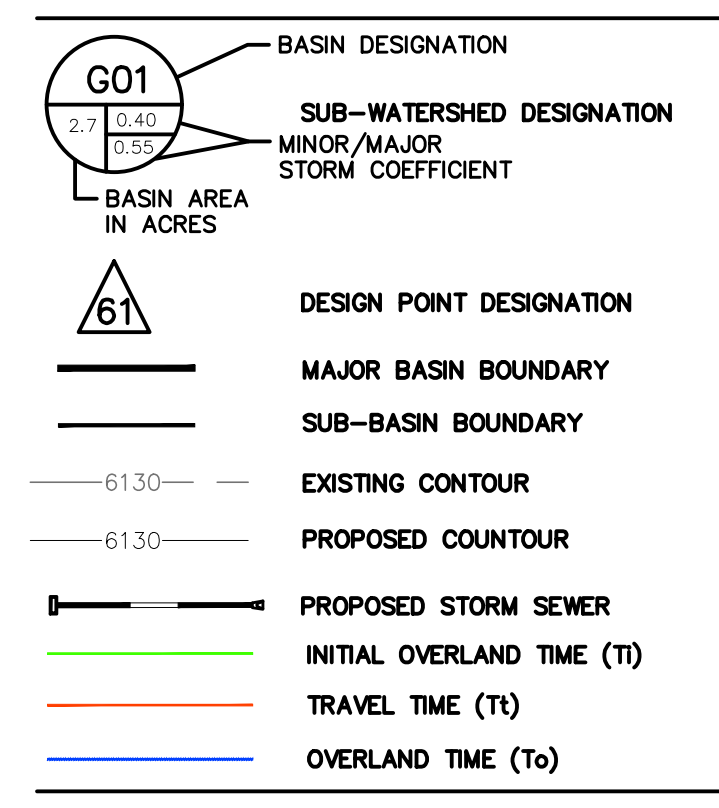 BASIN DESIGNATION
G01
2.7
0.40
0.55
SUB-WATERSHED DESIGNATION
MINOR/MAJOR
STORM COEFFICIENT
BASIN AREA
IN ACRES
61
DESIGN POINT DESIGNATION
MAJOR BASIN BOUNDARY
SUB-BASIN BOUNDARY
6130
EXISTING CONTOUR
6130
PROPOSED COUNTOUR
PROPOSED STORM SEWER
INITIAL OVERLAND TIME (Ti)
TRAVEL TIME (Tt)
OVERLAND TIME (To)